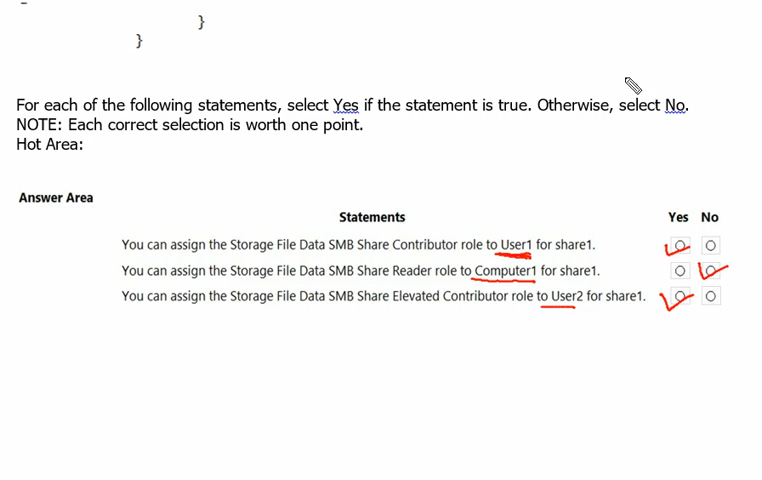 }
}
For each of the following statements, select Yes if the statement is true. Otherwise, select No.
NOTE: Each correct selection is worth one point.
Hot Area:
Answer Area
Statements Yes No
You can assign the Storage File Data SMB Share Contributor role to User1 for share1.
You can assign the Storage File Data SMB Share Reader role to Computer1 for share1.
You can assign the Storage File Data SMB Share Elevated Contributor role to User2 for share1.